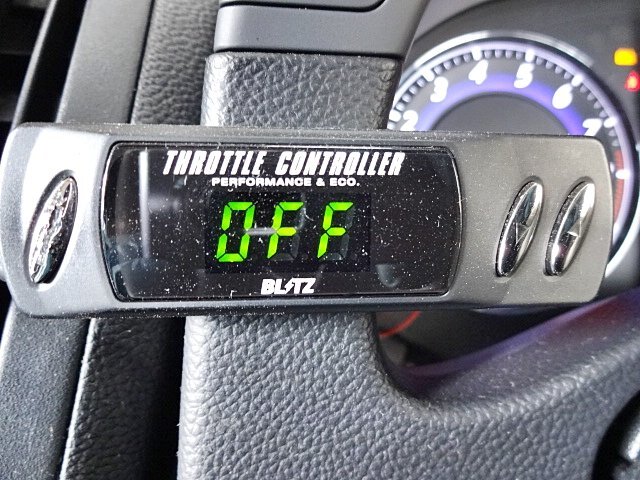 THROTTLE CONTROLLER
PERFORMANCE & ECO.
OFF
BLITZ
2 3 4 5 6 7